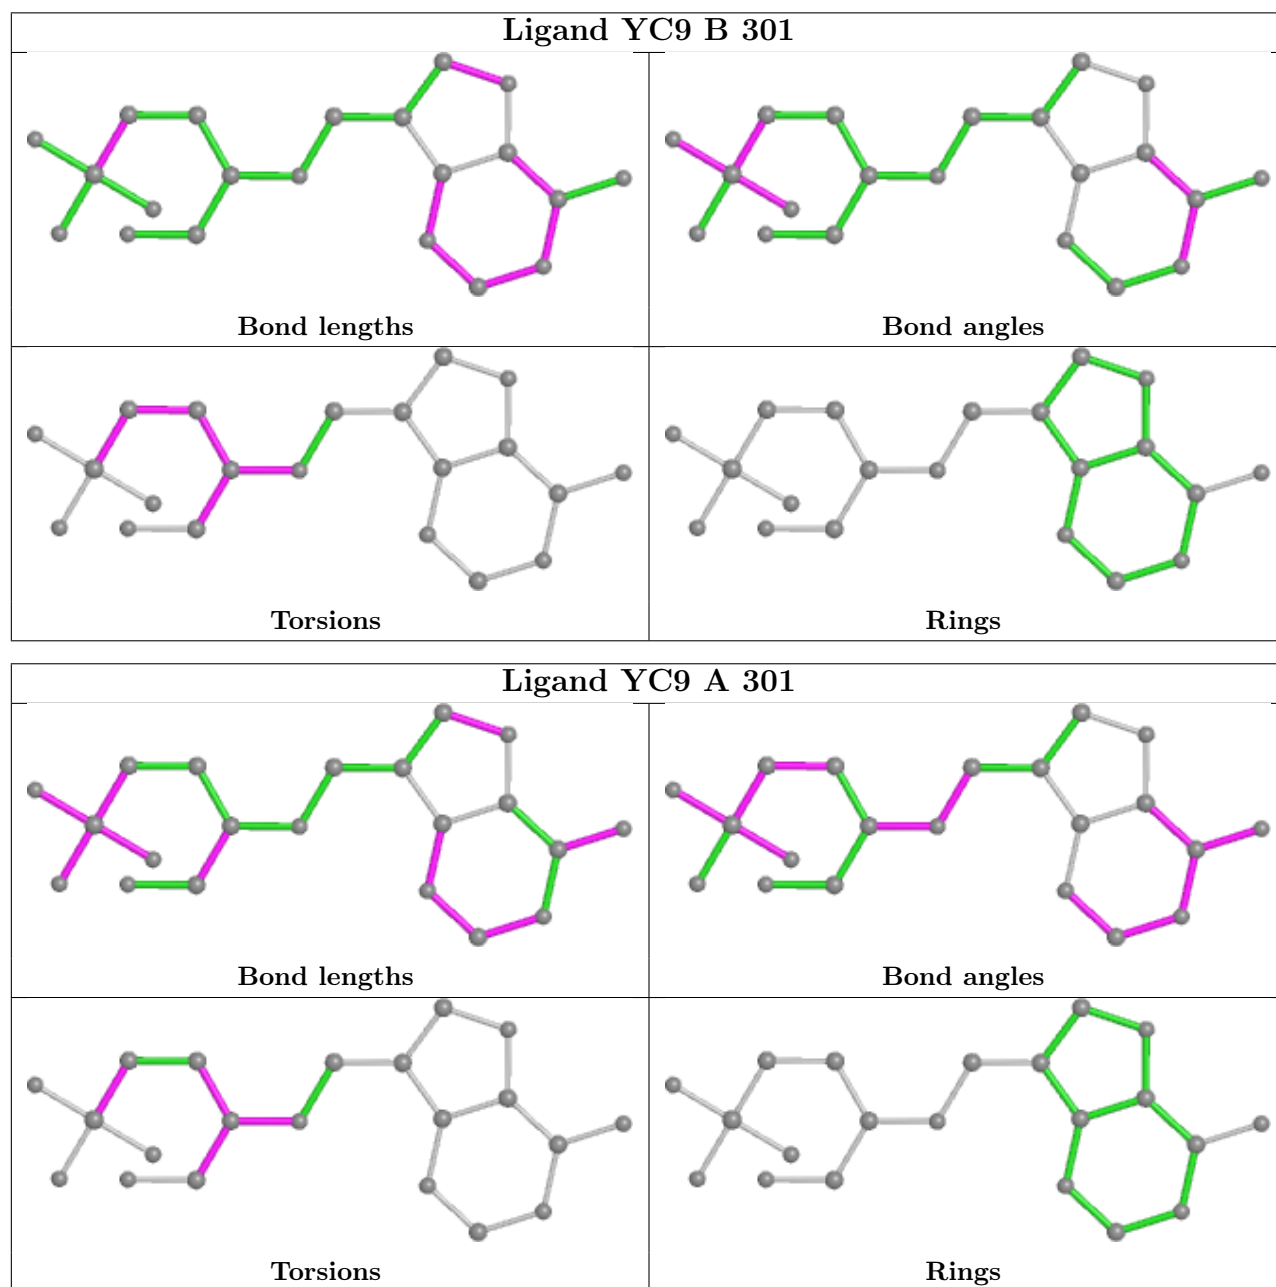 Ligand YC9 B 301
Bond lengths
Bond angles
Torsions
Rings
Ligand YC9 A 301
Bond lengths
Bond angles
Torsions
Rings